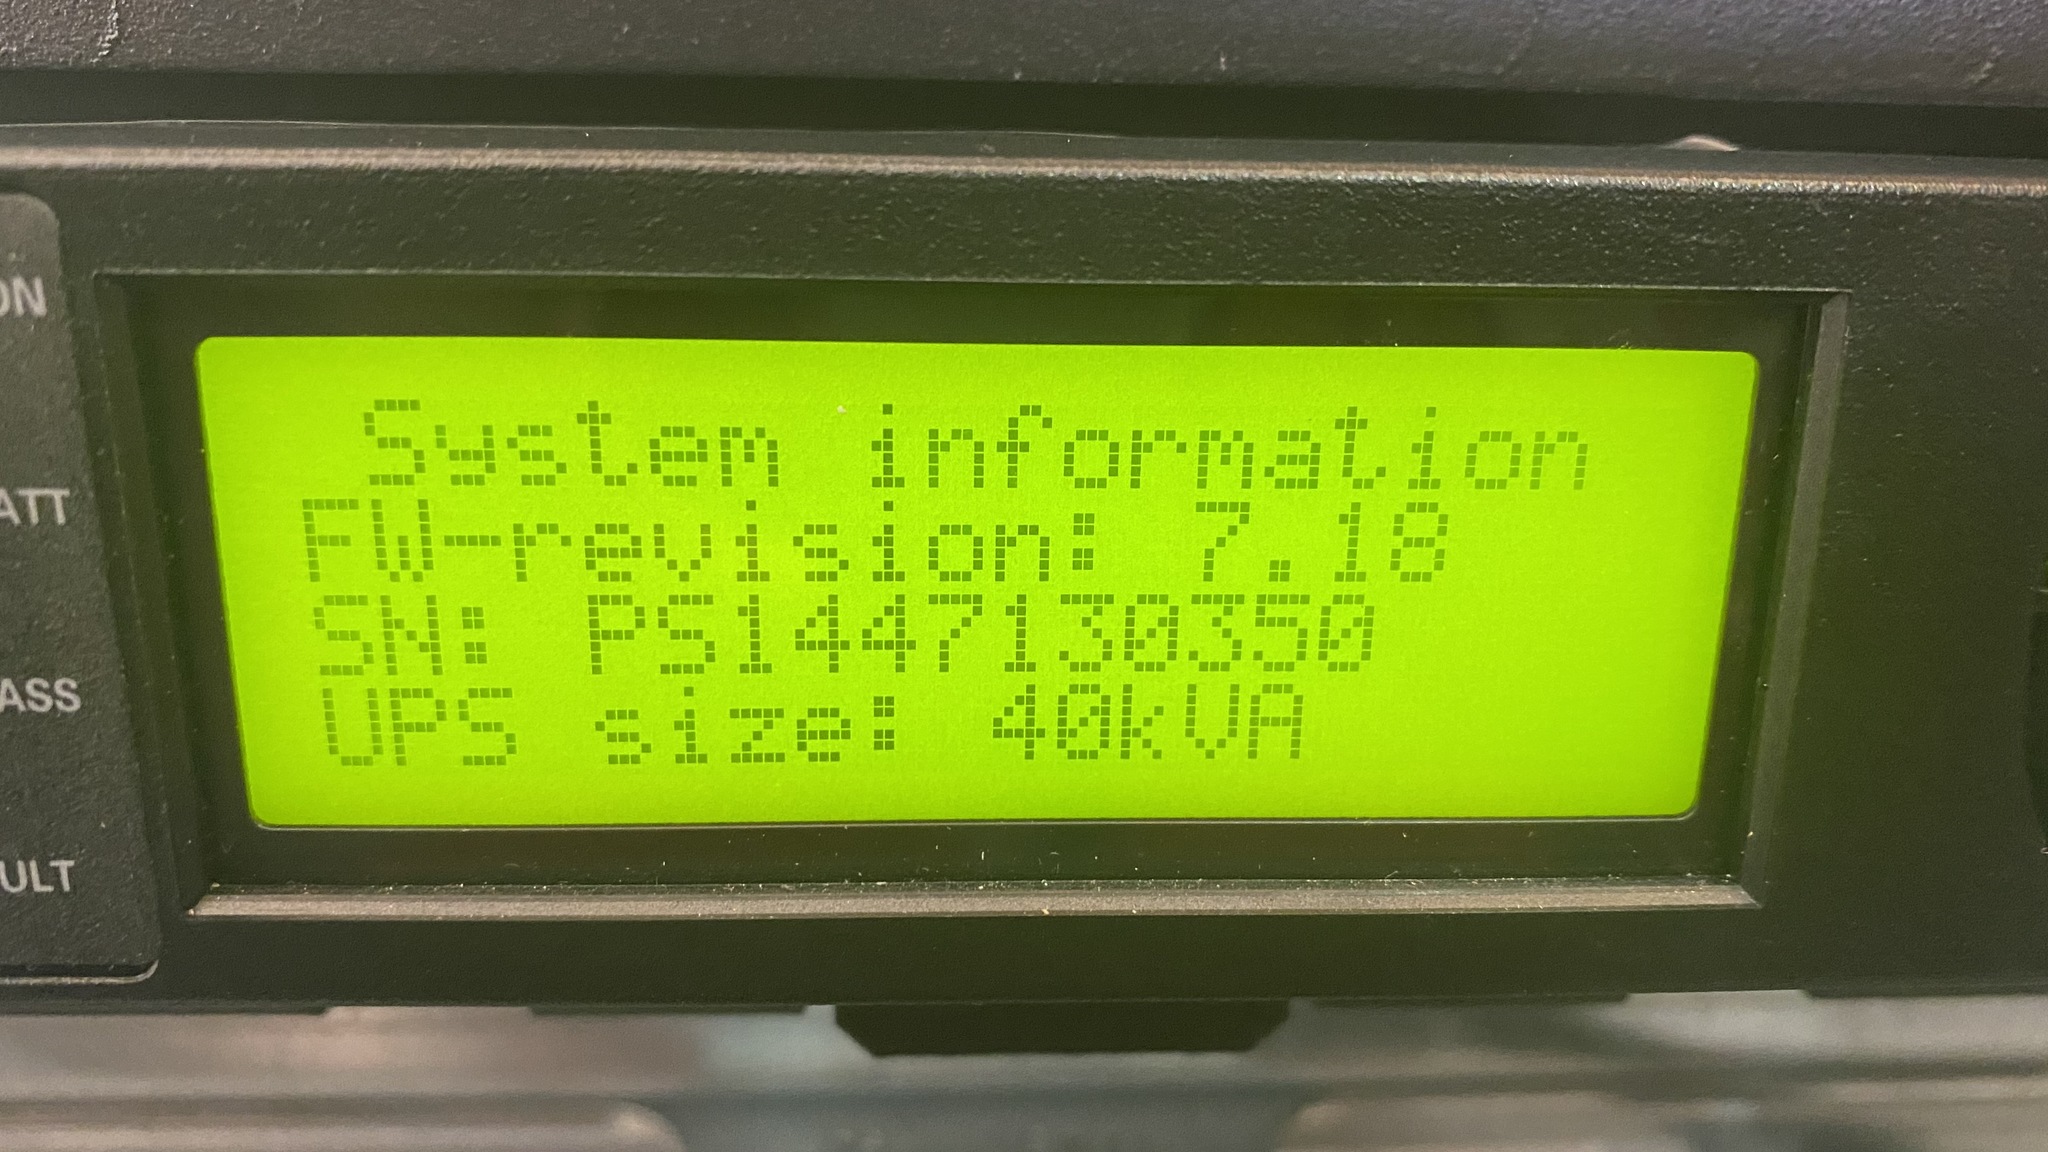 System information
FW-revision: 7.18
SN: PS1447130350
UPS size: 40kVA
ON
ATT
ASS
ULT